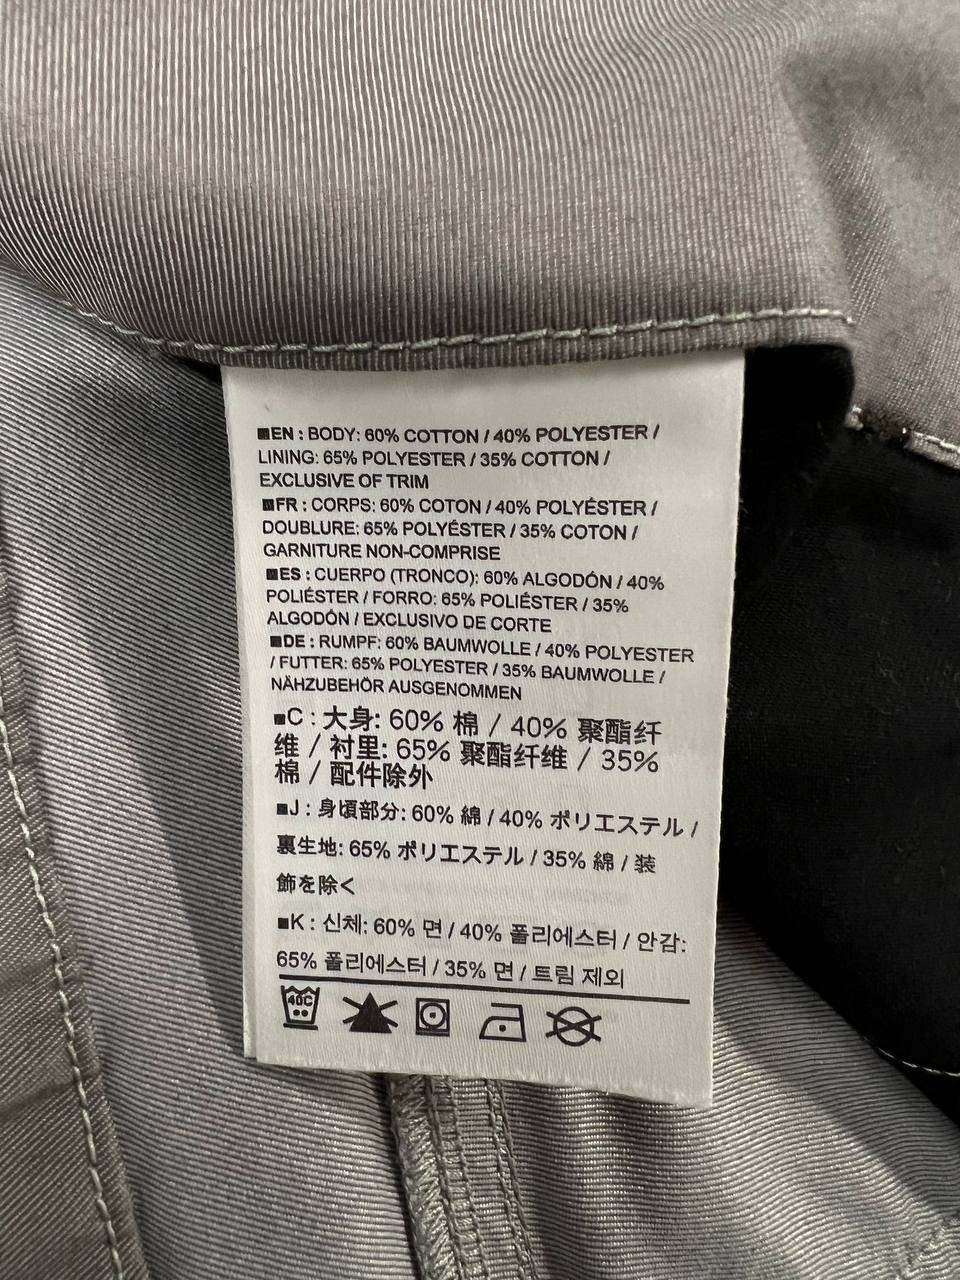 ■EN : BODY: 60% COTTON / 40% POLYESTER /
LINING: 65% POLYESTER / 35% COTTON /
EXCLUSIVE OF TRIM
■FR : CORPS: 60% COTON / 40% POLYÉSTER /
DOUBLURE: 65% POLYÉSTER / 35% COTON /
GARNITURE NON-COMPRISE
■ES : CUERPO (TRONCO): 60% ALGODÓN / 40%
POLIÉSTER / FORRO: 65% POLIÉSTER / 35%
ALGODÓN / EXCLUSIVO DE CORTE
■DE : RUMPF: 60% BAUMWOLLE / 40% POLYESTER
/ FUTTER: 65% POLYESTER / 35% BAUMWOLLE /
NÄHZUBEHÖR AUSGENOMMEN
■C : 大身: 60% 棉 / 40% 聚酯纤
维 / 衬里: 65% 聚酯纤维 / 35%
棉 / 配件除外
■J : 身頃部分: 60% 綿 / 40% ポリエステル /
裏生地: 65% ポリエステル / 35% 綿 / 装
飾を除く
■K : 신체: 60% 면 / 40% 폴리에스터 / 안감:
65% 폴리에스터 / 35% 면 / 트림 제외
40C